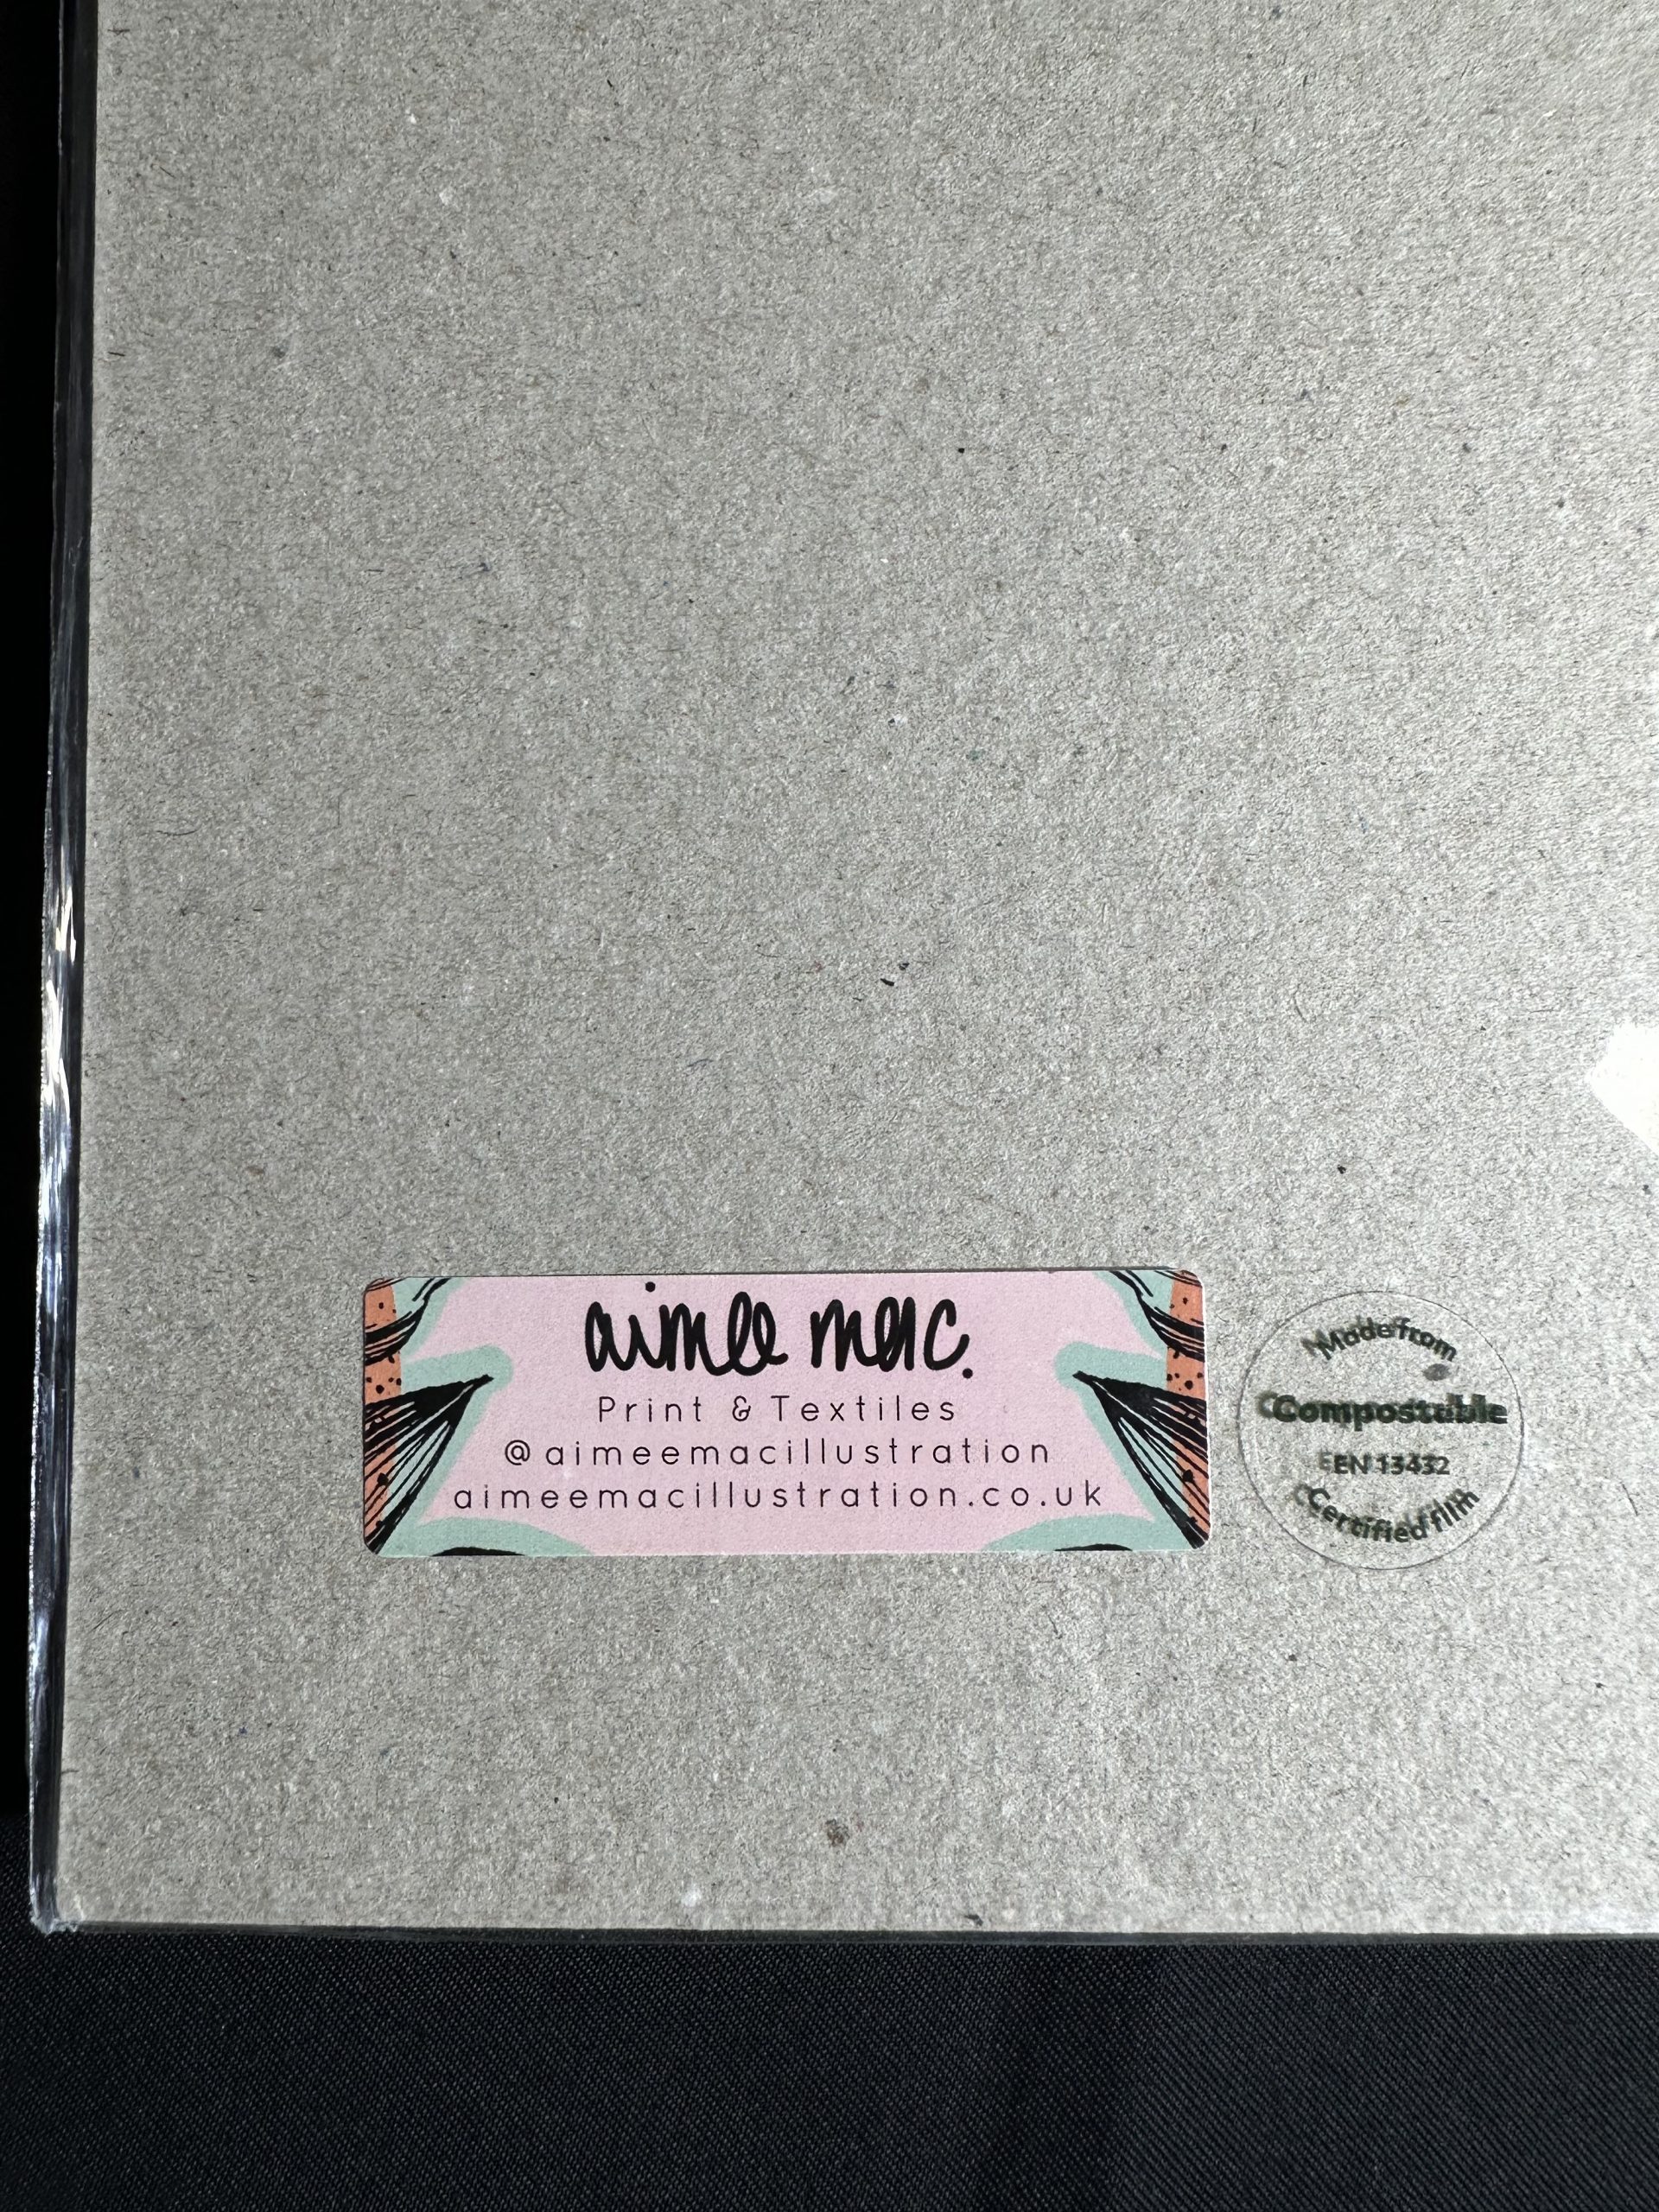 aimee mac.
Print & Textiles
@aimeemacillustration
aimeemacillustration.co.uk
Made from
Compostable
EN 13432
Certified film